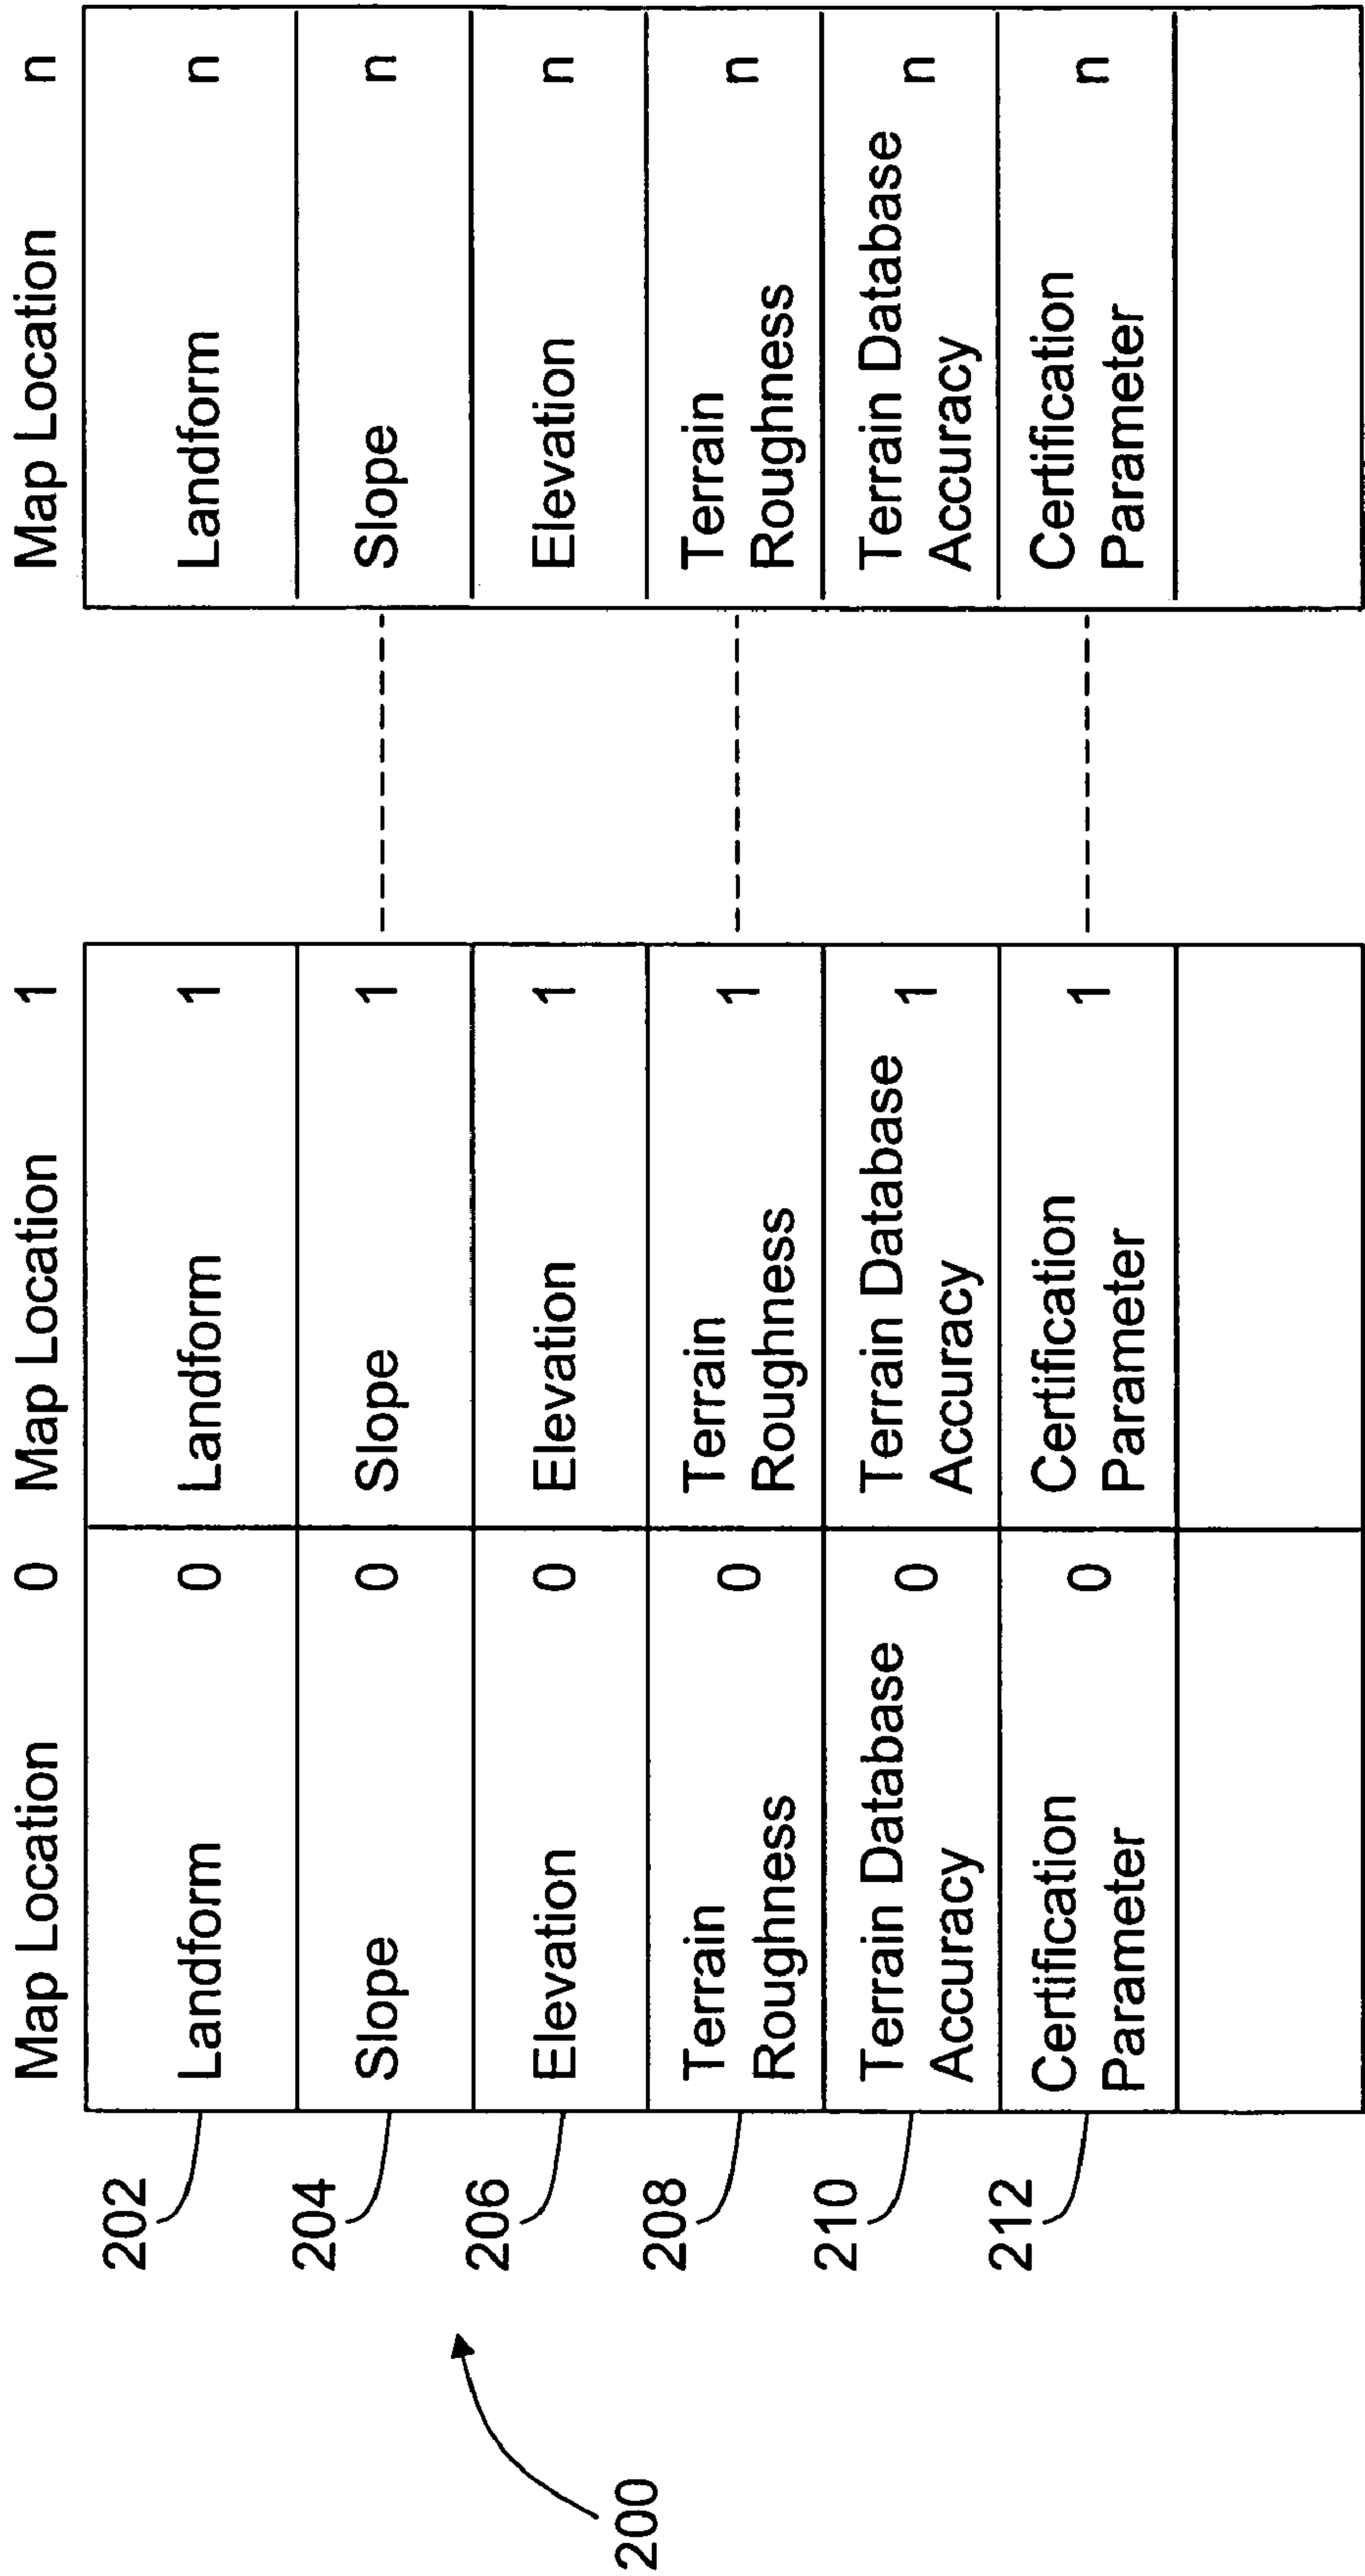 Map Location 0 Map Location 1 Map Location n
202 Landform 0 Landform 1 Landform n
204 Slope 0 Slope 1 Slope n
206 Elevation 0 Elevation 1 Elevation n
208 Terrain Roughness 0 Terrain Roughness 1 Terrain Roughness n
210 Terrain Database Accuracy 0 Terrain Database Accuracy 1 Terrain Database Accuracy n
212 Certification Parameter 0 Certification Parameter 1 Certification Parameter n
200